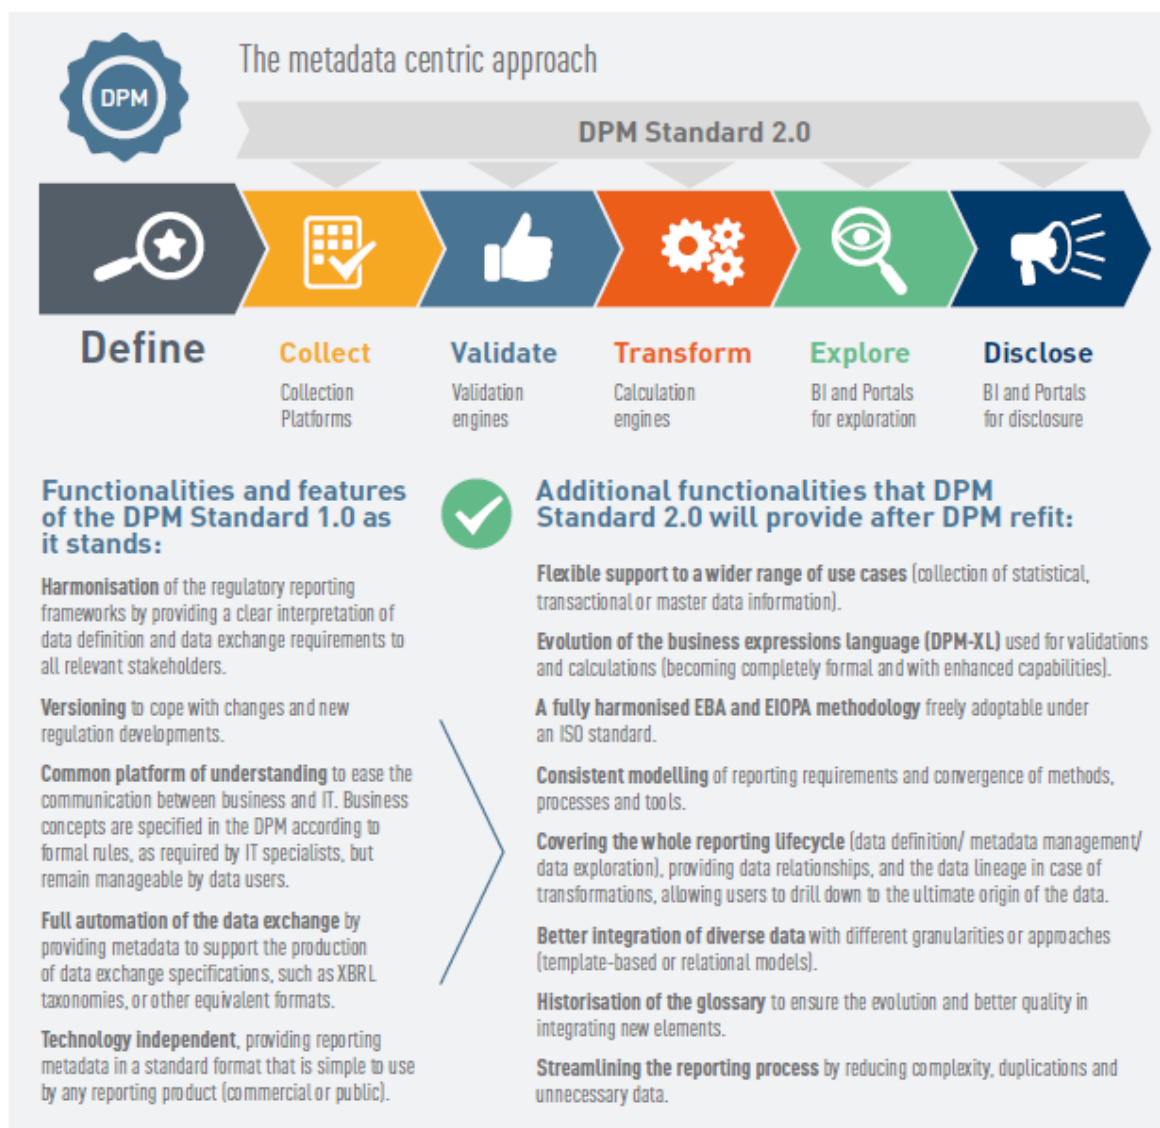 DPM
The metadata centric approach
DPM Standard 2.0
Define
Collect
Collection
Platforms
Validate
Validation
engines
Transform
Calculation
engines
Explore
BI and Portals
for exploration
Disclose
BI and Portals
for disclosure
Functionalities and features
of the DPM Standard 1.0 as
it stands:
Harmonisation of the regulatory reporting
frameworks by providing a clear interpretation of
data definition and data exchange requirements to
all relevant stakeholders.
Versioning to cope with changes and new
regulation developments.
Common platform of understanding to ease the
communication between business and IT. Business
concepts are specified in the DPM according to
formal rules, as required by IT specialists, but
remain manageable by data users.
Full automation of the data exchange by
providing metadata to support the production
of data exchange specifications, such as XBRL
taxonomies, or other equivalent formats.
Technology independent, providing reporting
metadata in a standard format that is simple to use
by any reporting product (commercial or public).
Additional functionalities that DPM
Standard 2.0 will provide after DPM refit:
Flexible support to a wider range of use cases (collection of statistical,
transactional or master data information).
Evolution of the business expressions language (DPM-XL) used for validations
and calculations (becoming completely formal and with enhanced capabilities).
A fully harmonised EBA and EIOPA methodology freely adoptable under
an ISO standard.
Consistent modelling of reporting requirements and convergence of methods,
processes and tools.
Covering the whole reporting lifecycle (data definition/ metadata management/
data exploration), providing data relationships, and the data lineage in case of
transformations, allowing users to drill down to the ultimate origin of the data.
Better integration of diverse data with different granularities or approaches
(template-based or relational models).
Historisation of the glossary to ensure the evolution and better quality in
integrating new elements.
Streamlining the reporting process by reducing complexity, duplications and
unnecessary data.